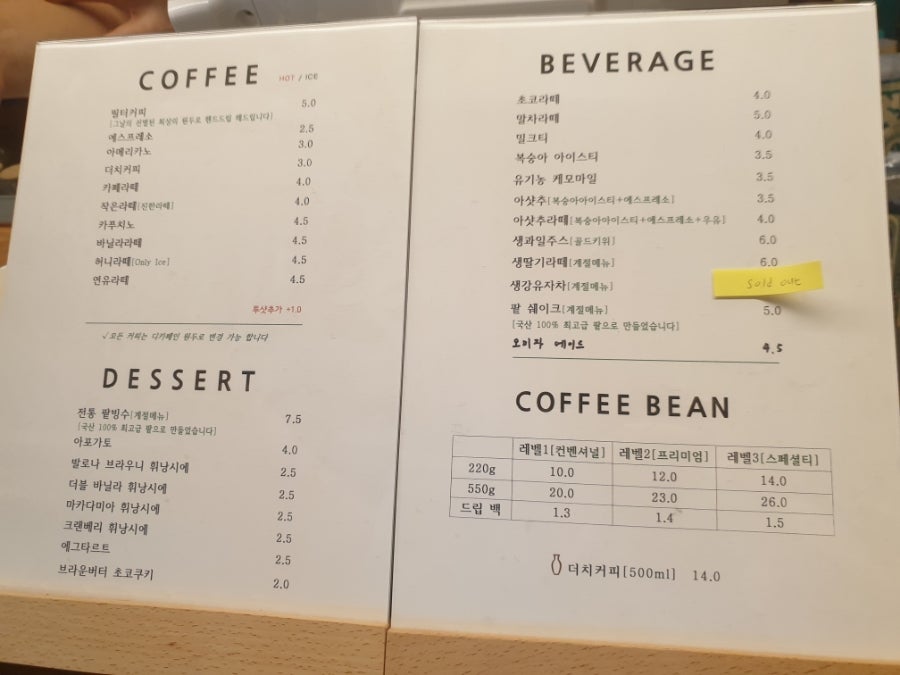 COFFEE HOT / ICE
필터커피 5.0
[그날의 선별된 최상의 원두로 핸드드립 해드립니다]
에스프레소 2.5
아메리카노 3.0
더치커피 3.0
카페라떼 4.0
작은라떼[진한라떼] 4.0
카푸치노 4.5
바닐라라떼 4.5
허니라떼[Only Ice] 4.5
연유라떼 4.5
투샷추가 +1.0
√ 모든 커피는 디카페인 원두로 변경 가능 합니다
DESSERT
전통 팥빙수[계절메뉴] 7.5
[국산 100% 최고급 팥으로 만들었습니다]
아포가토 4.0
발로나 브라우니 휘낭시에 2.5
더블 바닐라 휘낭시에 2.5
마카다미아 휘낭시에 2.5
크랜베리 휘낭시에 2.5
에그타르트 2.5
브라운버터 초코쿠키 2.0
BEVERAGE
초코라떼 4.0
말차라떼 5.0
밀크티 4.0
복숭아 아이스티 3.5
유기농 케모마일 3.5
아샷추[복숭아아이스티+에스프레소] 3.5
아샷추라떼[복숭아아이스티+에스프레소+우유] 4.0
생과일주스[골드키위] 6.0
생딸기라떼[계절메뉴] 6.0
생강유자차[계절메뉴] Sold out
팥 쉐이크[계절메뉴] 5.0
[국산 100% 최고급 팥으로 만들었습니다]
오미자 에이드 4.5
COFFEE BEAN
레벨1[컨벤셔널] 레벨2[프리미엄] 레벨3[스페셜티]
220g 10.0 12.0 14.0
550g 20.0 23.0 26.0
드립 백 1.3 1.4 1.5
더치커피[500ml] 14.0